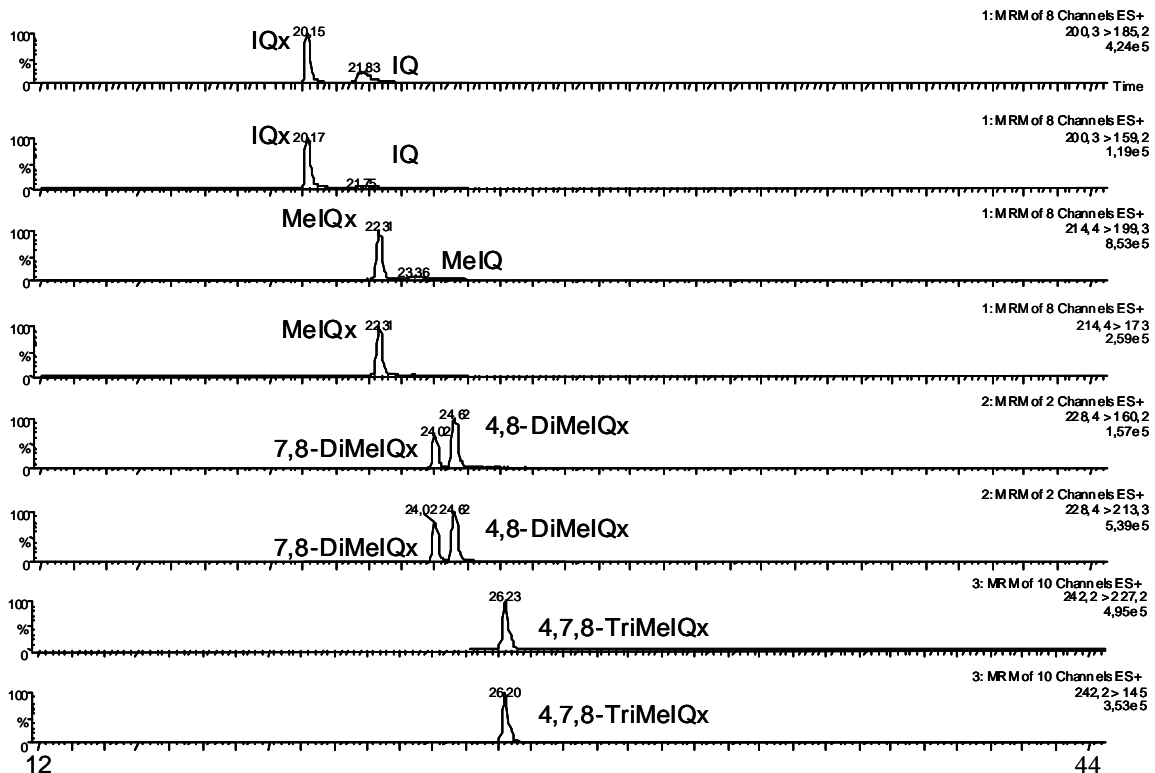 1: MRM of 8 Channels ES+
200,3 > 185,2
4,24e5
100
%
0
IQx 20,15
21,83 IQ
Time
1: MRM of 8 Channels ES+
200,3 > 159,2
1,19e5
100
%
0
IQx 20,17
21,75 IQ
1: MRM of 8 Channels ES+
214,4 > 199,3
8,53e5
100
%
0
MeIQx 22,31
23,36 MeIQ
1: MRM of 8 Channels ES+
214,4 > 173
2,59e5
100
%
0
MeIQx 22,31
2: MRM of 2 Channels ES+
228,4 > 160,2
1,57e5
100
%
0
7,8-DiMeIQx 24,02
24,62 4,8-DiMeIQx
2: MRM of 2 Channels ES+
228,4 > 213,3
5,39e5
100
%
0
7,8-DiMeIQx 24,02
24,62 4,8-DiMeIQx
3: MRM of 10 Channels ES+
242,2 > 227,2
4,95e5
100
%
0
26,23
4,7,8-TriMeIQx
3: MRM of 10 Channels ES+
242,2 > 145
3,53e5
100
%
0
26,20
4,7,8-TriMeIQx
12 44